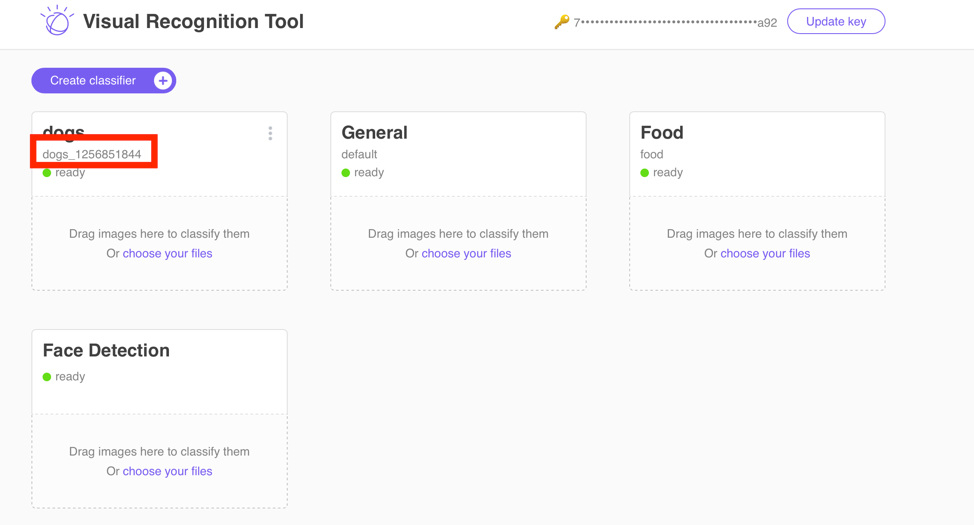 Visual Recognition Tool
7•••••••••••••••••••••••••••••••••••••a92
Update key
Create classifier
dogs
dogs_1256851844
ready
Drag images here to classify them
Or choose your files
General
default
ready
Drag images here to classify them
Or choose your files
Food
food
ready
Drag images here to classify them
Or choose your files
Face Detection
ready
Drag images here to classify them
Or choose your files